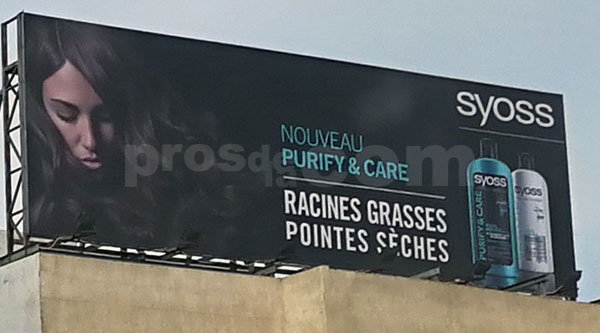 syoss
NOUVEAU
PURIFY & CARE
RACINES GRASSES
POINTES SÈCHES
syoss
PURIFY & CARE
syoss